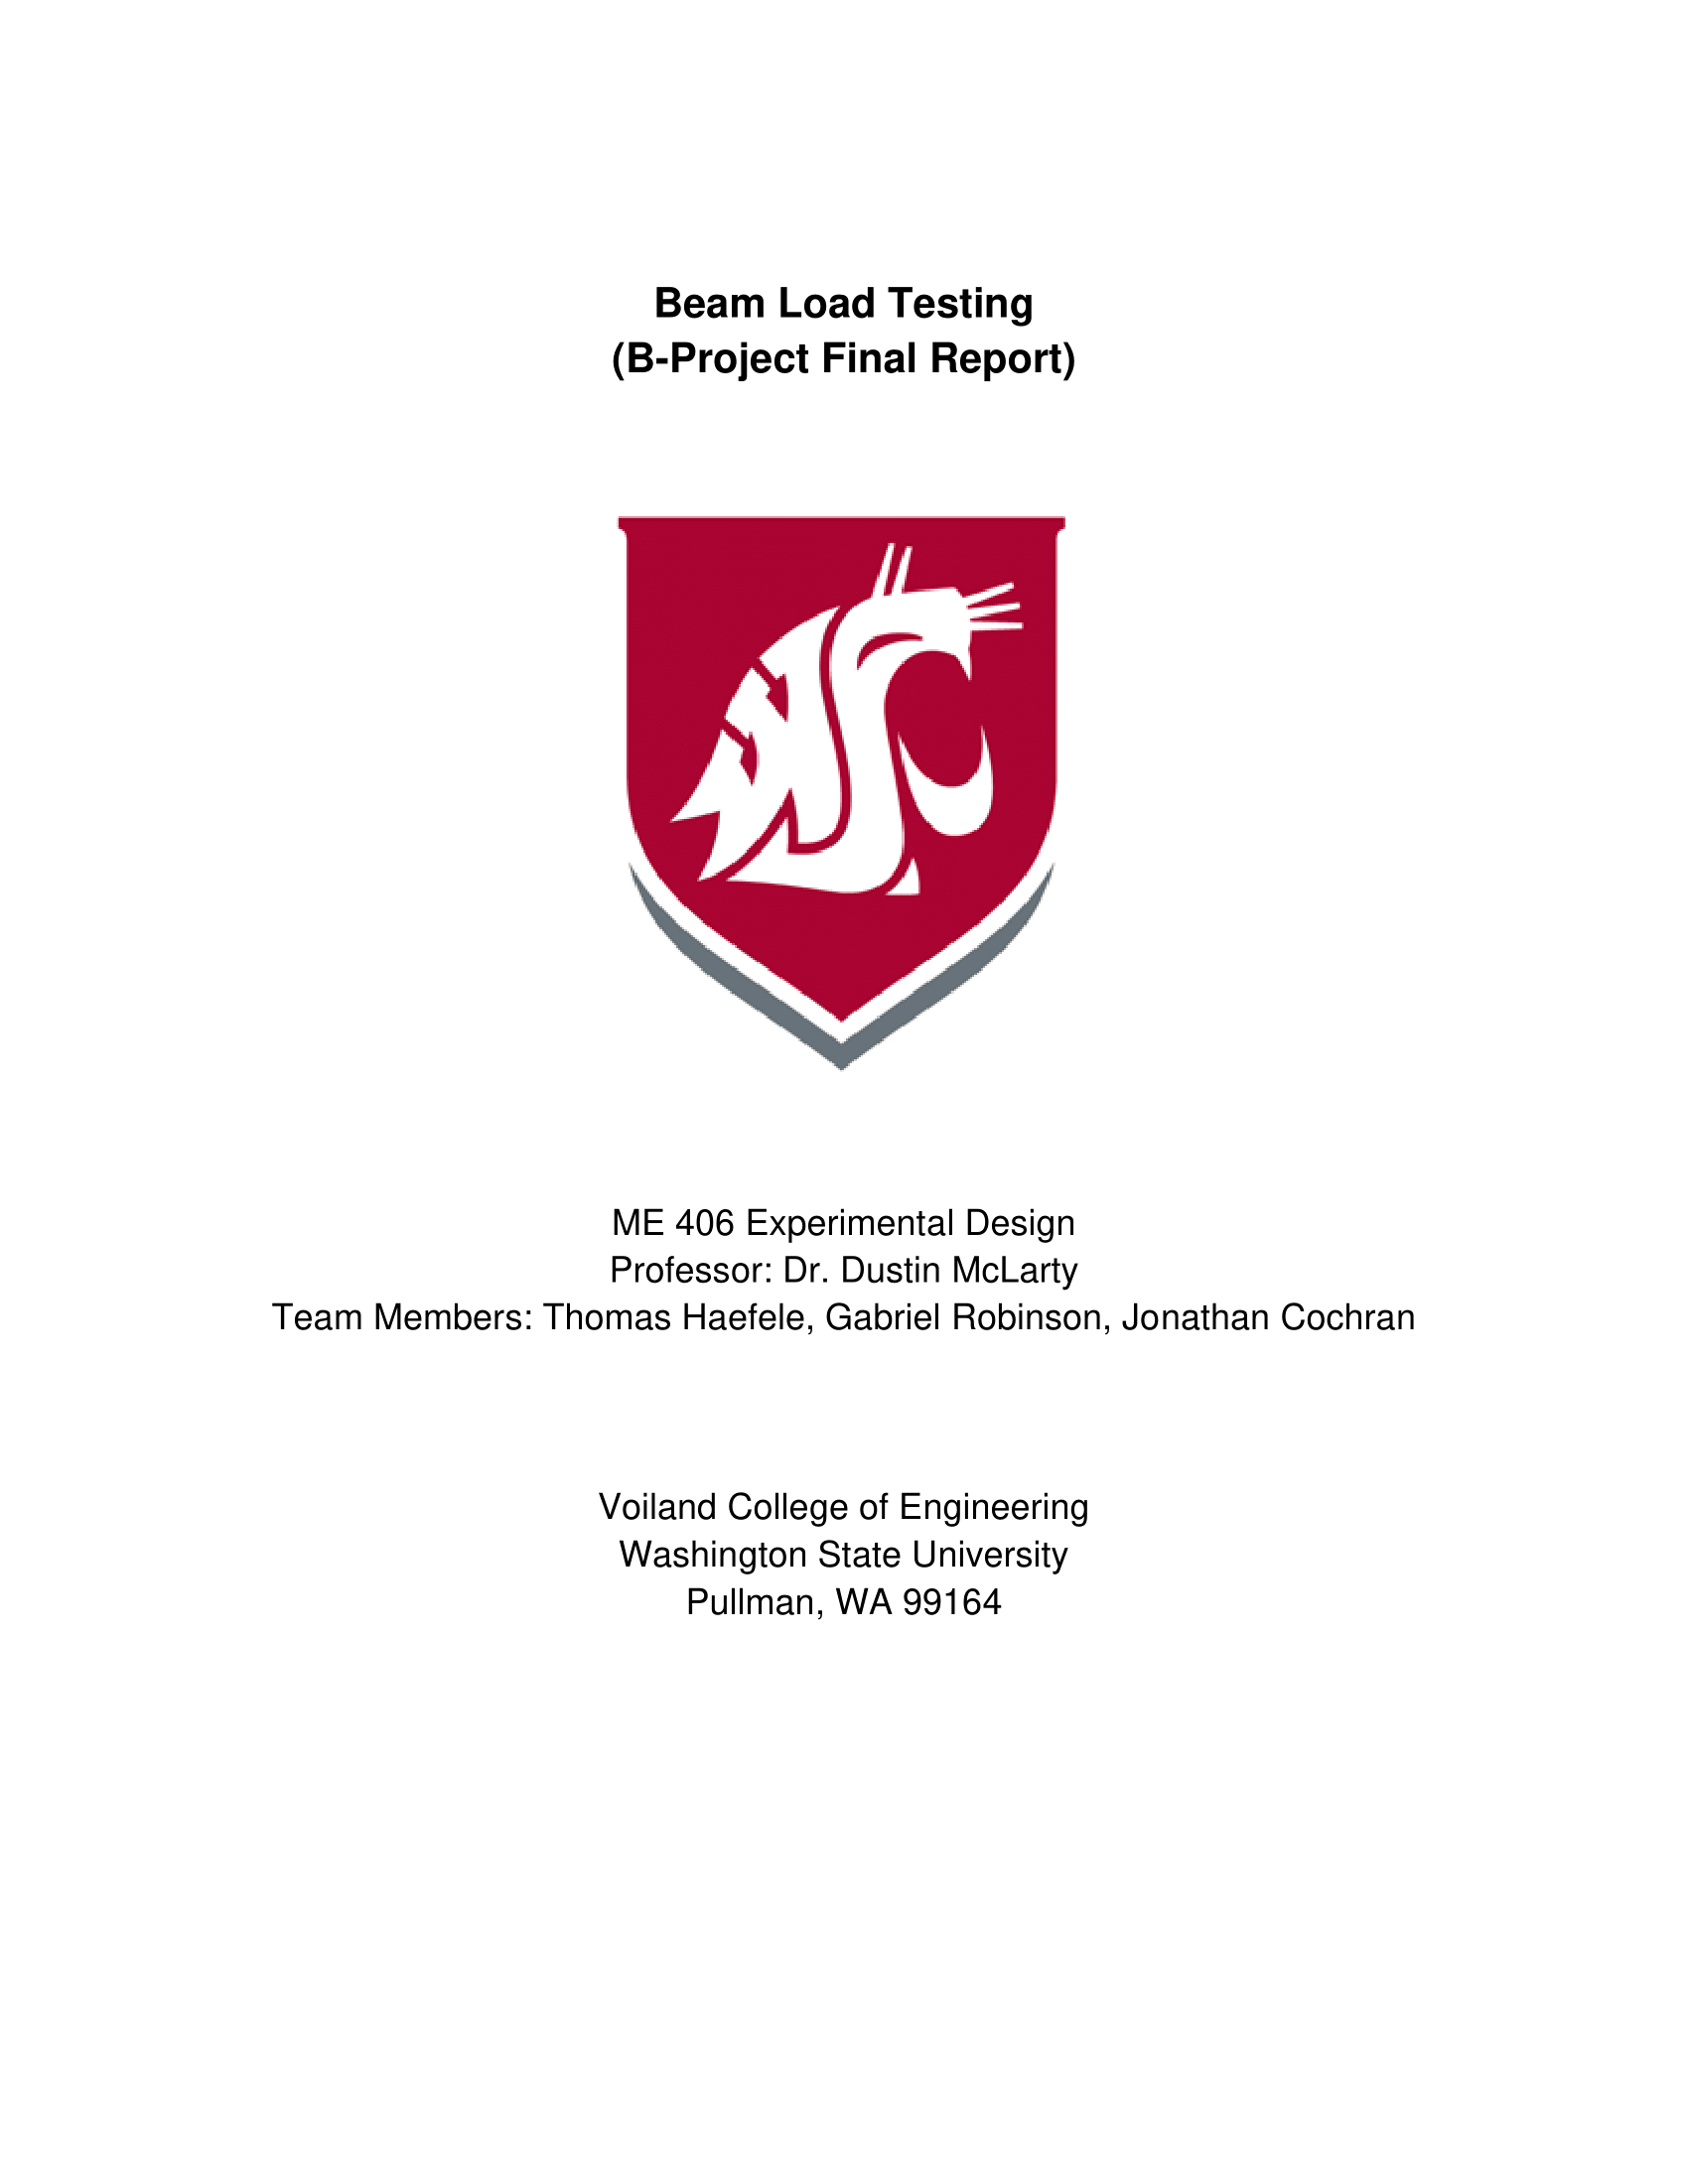 Beam Load Testing
(B-Project Final Report)
ME 406 Experimental Design
Professor: Dr. Dustin McLarty
Team Members: Thomas Haefele, Gabriel Robinson, Jonathan Cochran
Voiland College of Engineering
Washington State University
Pullman, WA 99164